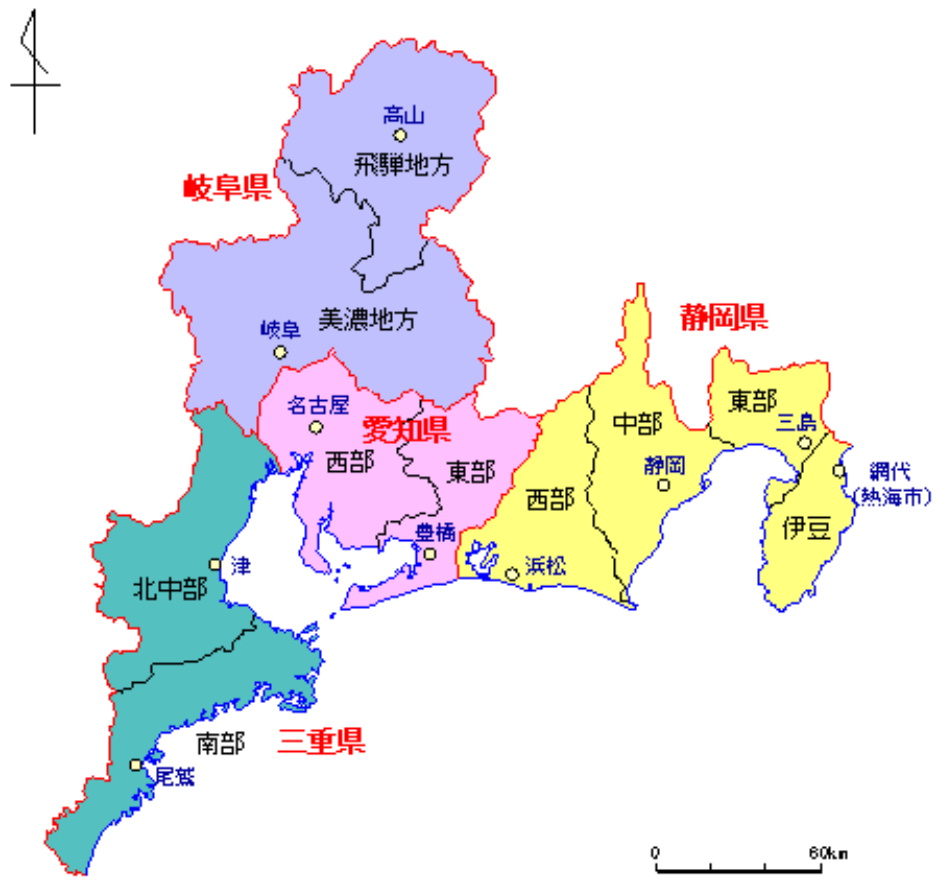 高山
飛騨地方
岐阜県
美濃地方
岐阜
静岡県
東部
三島
名古屋
愛知県
中部
西部
東部
静岡
網代
(熱海市)
西部
伊豆
豊橋
浜松
津
北中部
南部
三重県
尾鷲
0
60km